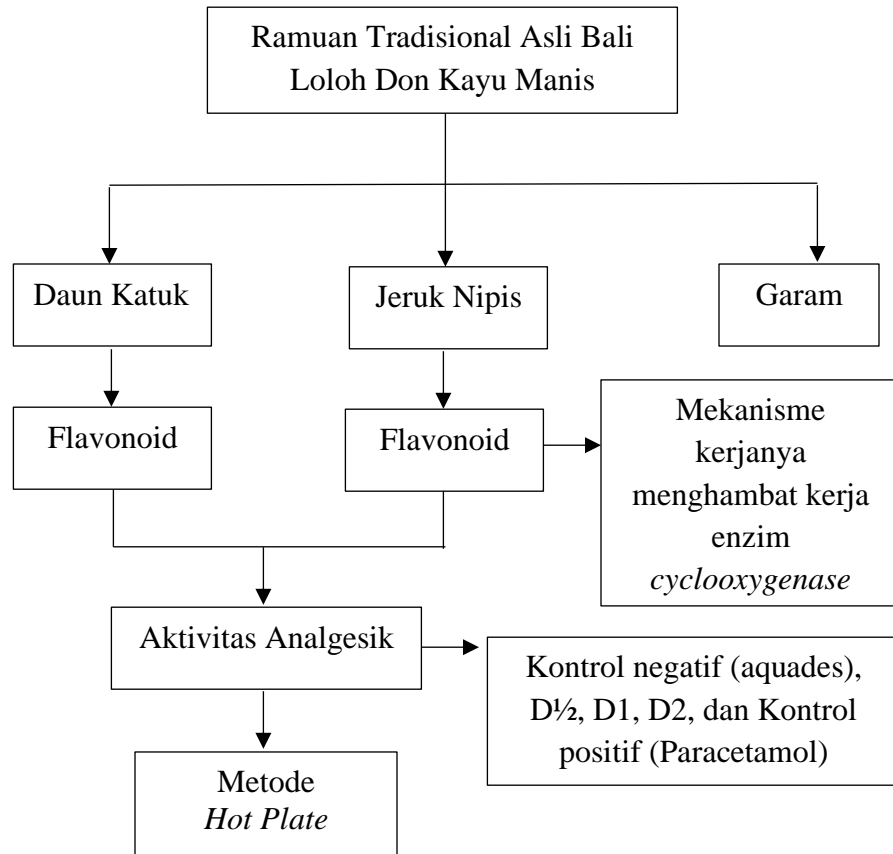 Ramuan Tradisional Asli Bali
Loloh Don Kayu Manis
Daun Katuk
Jeruk Nipis
Garam
Flavonoid
Flavonoid
Mekanisme
kerjanya
menghambat kerja
enzim
cyclooxygenase
Aktivitas Analgesik
Kontrol negatif (aquades),
D½, D1, D2, dan Kontrol
positif (Paracetamol)
Metode
Hot Plate